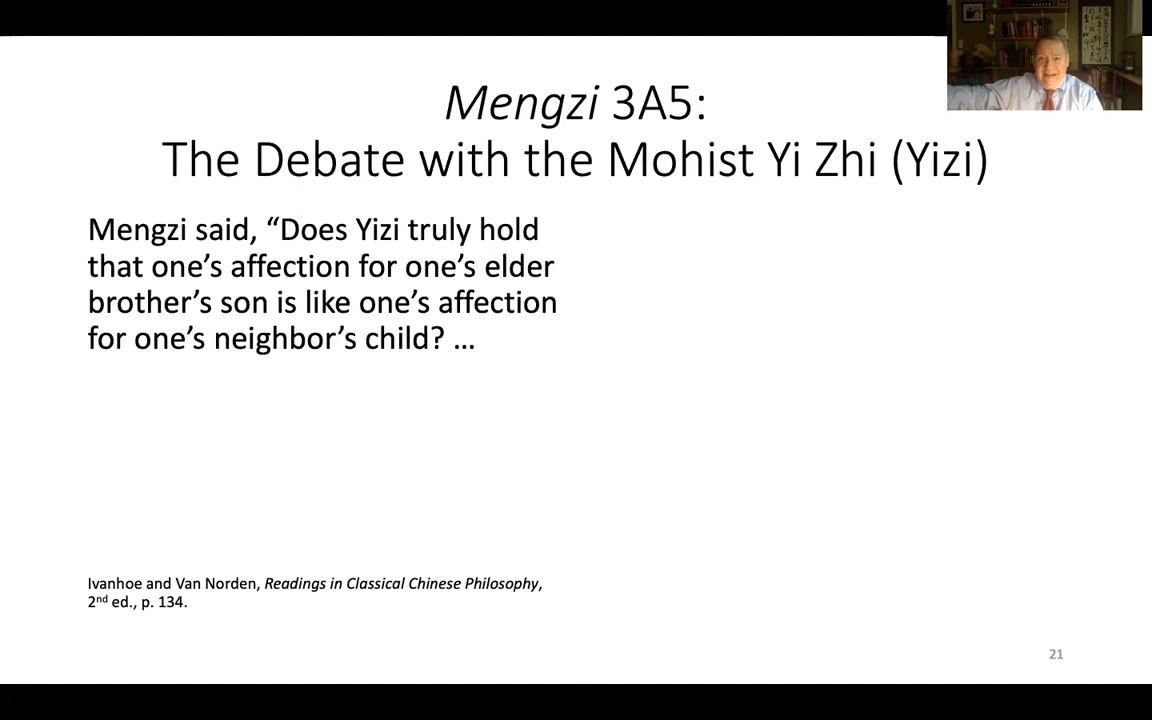 Mengzi 3A5:
The Debate with the Mohist Yi Zhi (Yizi)
Mengzi said, “Does Yizi truly hold
that one’s affection for one’s elder
brother’s son is like one’s affection
for one’s neighbor’s child? …
Ivanhoe and Van Norden, Readings in Classical Chinese Philosophy,
2nd ed., p. 134.
21